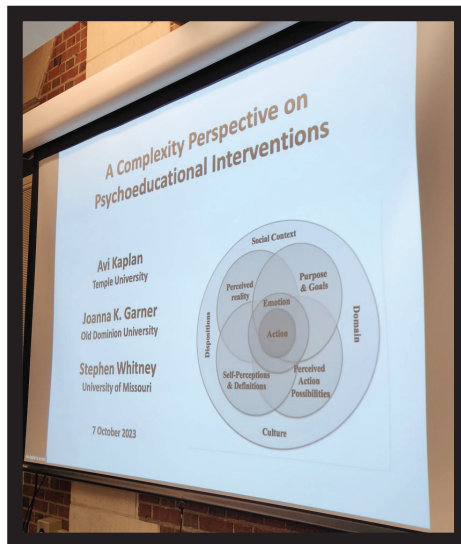 A Complexity Perspective on
Psychoeducational Interventions
Avi Kaplan
Temple University
Joanna K. Garner
Old Dominion University
Stephen Whitney
University of Missouri
7 October 2023
Social Context
Perceived
reality
Purpose
& Goals
Emotion
Action
Dispositions
Domain
Self-Perceptions
& Definitions
Perceived
Action
Possibilities
Culture